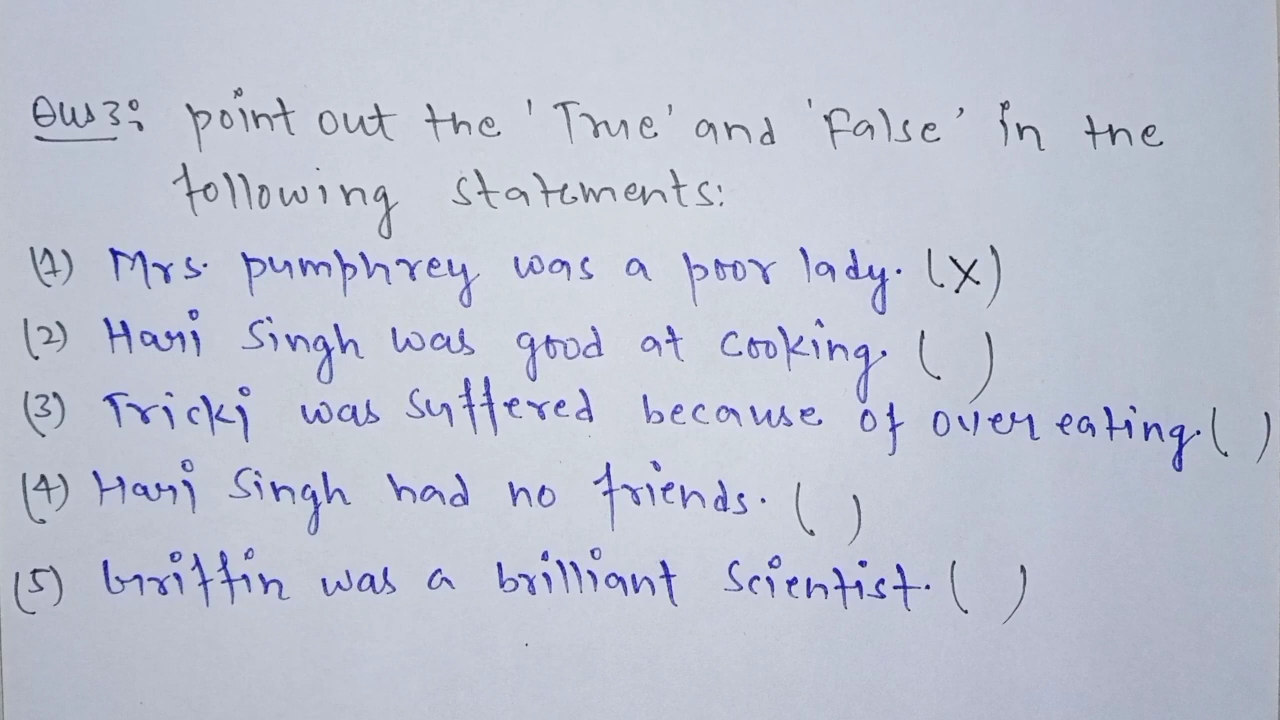 Qus 3: point out the 'True' and 'False' in the
following statements:
(1) Mrs. pumphrey was a poor lady. (X)
(2) Hari Singh was good at cooking. ( )
(3) Tricki was suffered because of over eating. ( )
(4) Hari Singh had no friends. ( )
(5) Griffin was a brilliant Scientist. ( )